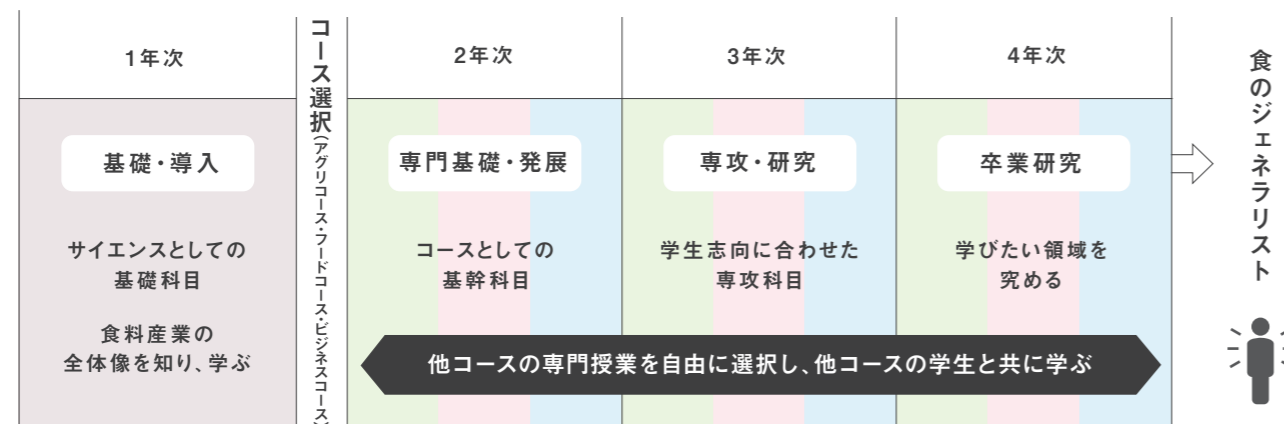 1年次
基礎・導入
サイエンスとしての
基礎科目
食料産業の
全体像を知り、学ぶ
コース選択(アグリコース・フードコース・ビジネスコース)
2年次
専門基礎・発展
コースとしての
基幹科目
3年次
専攻・研究
学生志向に合わせた
専攻科目
4年次
卒業研究
学びたい領域を
究める
他コースの専門授業を自由に選択し、他コースの学生と共に学ぶ
食のジェネラリスト